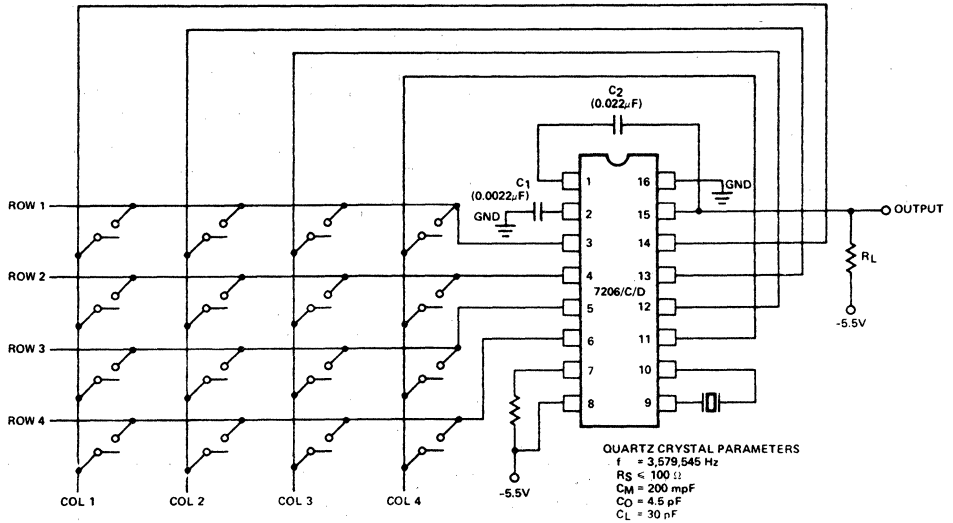 C2
(0.022μF)
C1
(0.0022μF)
GND
GND
ROW 1
ROW 2
ROW 3
ROW 4
1
2
3
4
5
6
7
8
16
15
14
13
12
11
10
9
7206/C/D
OUTPUT
RL
-5.5V
-5.5V
COL 1
COL 2
COL 3
COL 4
QUARTZ CRYSTAL PARAMETERS
f = 3,579,545 Hz
RS ≤ 100 Ω
CM = 200 mpF
CO = 4.5 pF
CL = 30 pF